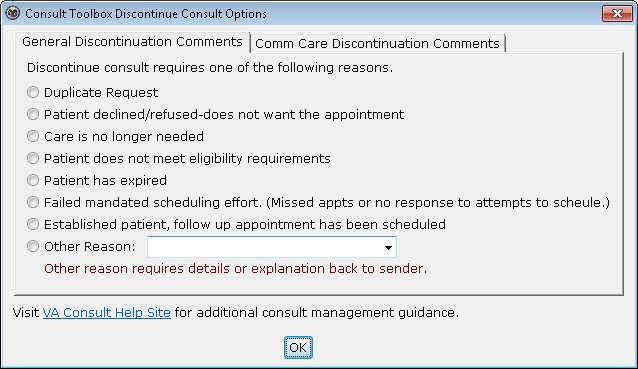 Consult Toolbox Discontinue Consult Options
General Discontinuation Comments
Comm Care Discontinuation Comments
Discontinue consult requires one of the following reasons.
Duplicate Request
Patient declined/refused-does not want the appointment
Care is no longer needed
Patient does not meet eligibility requirements
Patient has expired
Failed mandated scheduling effort. (Missed appts or no response to attempts to scheule.)
Established patient, follow up appointment has been scheduled
Other Reason:
Other reason requires details or explanation back to sender.
Visit VA Consult Help Site for additional consult management guidance.
OK